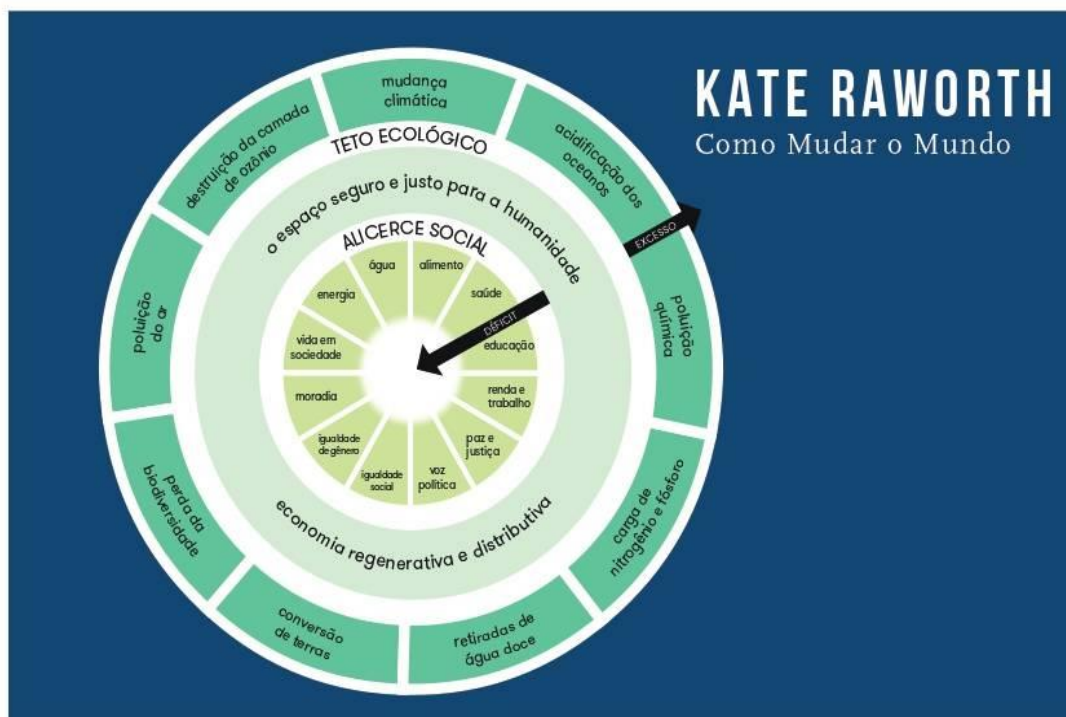 KATE RAWORTH
Como Mudar o Mundo
mudança
climática
acidificação dos
oceanos
EXCESSO
poluição
química
carga de
nitrogênio e fósforo
retiradas de
água doce
conversão
de terras
perda da
biodiversidade
poluição
do ar
destruição da camada
de ozônio
TETO ECOLÓGICO
o espaço seguro e justo para a humanidade
ALICERCE SOCIAL
água
alimento
saúde
DÉFICIT
educação
renda e
trabalho
paz e
justiça
voz
política
igualdade
social
igualdade
de gênero
moradia
vida em
sociedade
energia
economia regenerativa e distributiva